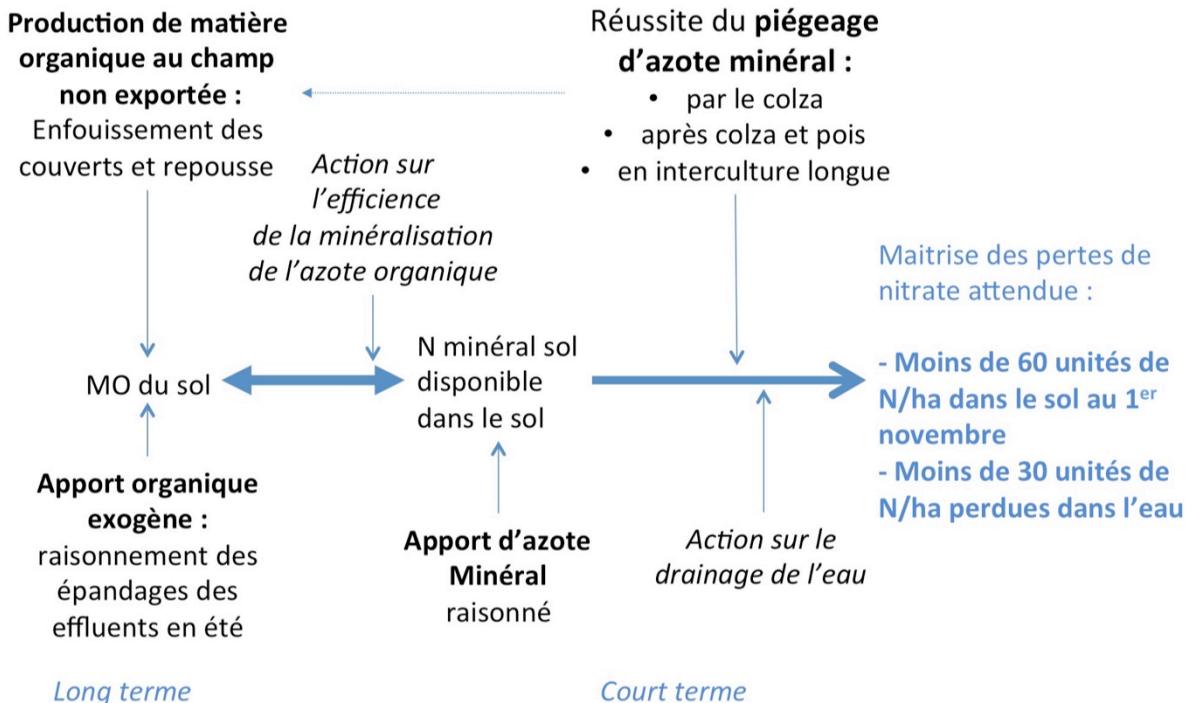 Production de matière
organique au champ
non exportée :
Enfouissement des
couverts et repousse
Réussite du piégeage
d’azote minéral :
• par le colza
• après colza et pois
• en interculture longue
Action sur
l’efficience
de la minéralisation
de l’azote organique
Maitrise des pertes de
nitrate attendue :
- Moins de 60 unités de
N/ha dans le sol au 1er
novembre
- Moins de 30 unités de
N/ha perdues dans l’eau
MO du sol
N minéral sol
disponible
dans le sol
Apport organique
exogène :
raisonnement des
épandages des
effluents en été
Apport d’azote
Minéral
raisonné
Action sur le
drainage de l’eau
Long terme
Court terme